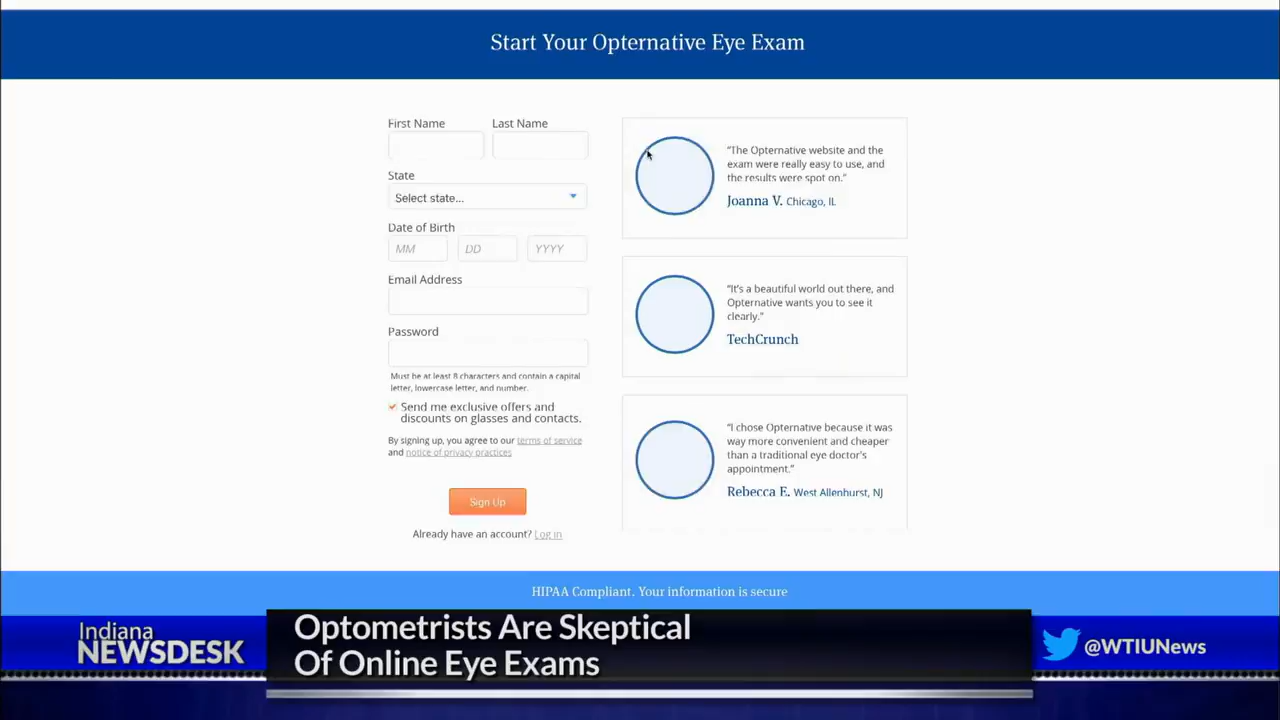 Start Your Opternative Eye Exam
First Name
Last Name
State
Select state...
Date of Birth
MM
DD
YYYY
Email Address
Password
Must be at least 8 characters and contain a capital
letter, lowercase letter, and number.
Send me exclusive offers and
discounts on glasses and contacts.
By signing up, you agree to our terms of service
and notice of privacy practices
Sign Up
Already have an account? Log in
“The Opternative website and the
exam were really easy to use, and
the results were spot on.”
Joanna V. Chicago, IL
“It's a beautiful world out there, and
Opternative wants you to see it
clearly.”
TechCrunch
“I chose Opternative because it was
way more convenient and cheaper
than a traditional eye doctor's
appointment.”
Rebecca E. West Allenhurst, NJ
HIPAA Compliant. Your information is secure
Indiana
NEWSDESK
Optometrists Are Skeptical
Of Online Eye Exams
@WTIUNews